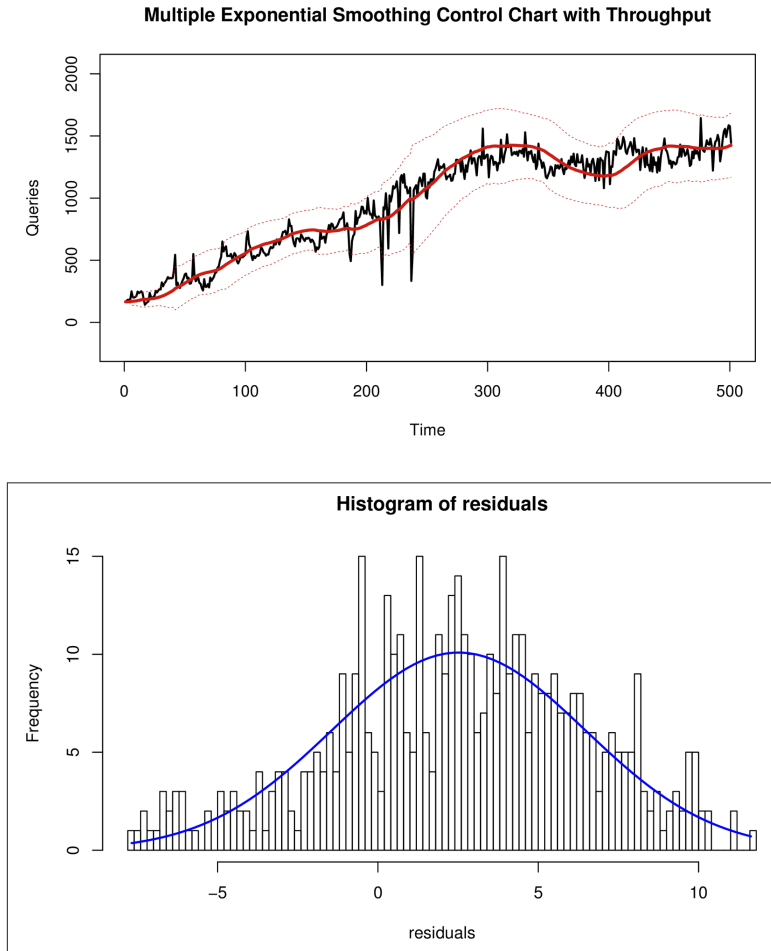 Multiple Exponential Smoothing Control Chart with Throughput
Queries
2000
1500
1000
500
0
0 100 200 300 400 500
Time
Histogram of residuals
Frequency
15
10
5
0
−5 0 5 10
residuals